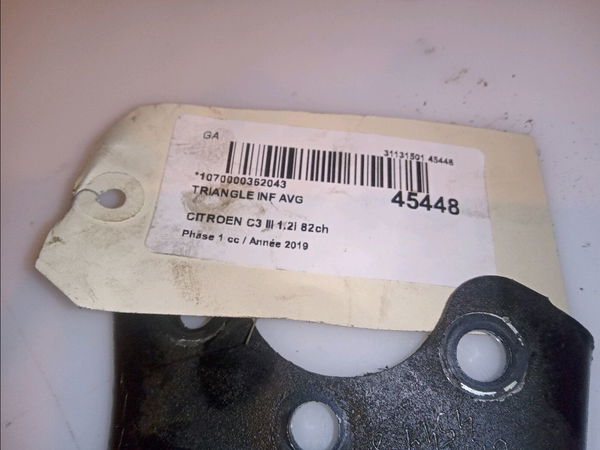 GA
31131501 45448
*1070000352043
45448
TRIANGLE INF AVG
CITROEN C3 III 1.2i 82ch
Phase 1 cc / Année 2019